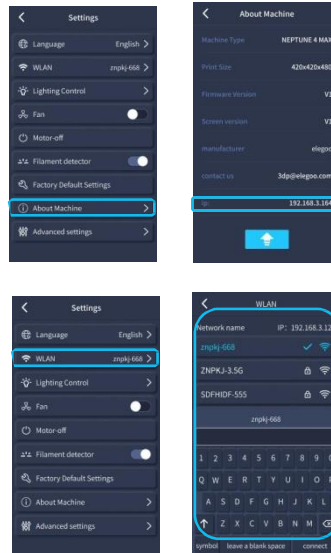 Settings
Language English
WLAN znpkj-668
Lighting Control
Fan
Motor-off
Filament detector
Factory Default Settings
About Machine
Advanced settings
About Machine
Machine Type NEPTUNE 4 MAX
Print Size 420x420x480
Firmware Version V1
Screen version V1
manufacturer elegoo
contact us 3dp@elegoo.com
ip: 192.168.3.164
Settings
Language English
WLAN znpkj-668
Lighting Control
Fan
Motor-off
Filament detector
Factory Default Settings
About Machine
Advanced settings
WLAN
Network name IP: 192.168.3.12
znpkj-668
ZNPKJ-3.5G
SDFHIDF-555
znpkj-668
1 2 3 4 5 6 7 8 9 0
Q W E R T Y U I O P
A S D F G H J K L
Z X C V B N M
symbol leave a blank space connect